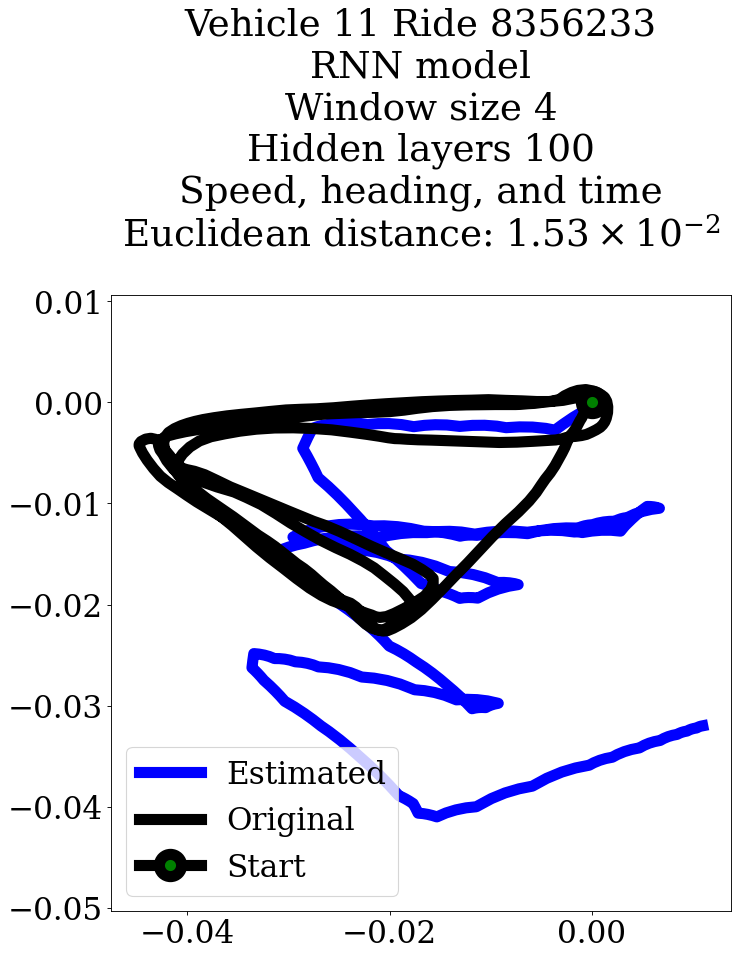 Vehicle 11 Ride 8356233
RNN model
Window size 4
Hidden layers 100
Speed, heading, and time
Euclidean distance: 1.53 × 10⁻²
0.01
0.00
−0.01
−0.02
−0.03
−0.04
−0.05
Estimated
Original
Start
−0.04
−0.02
0.00